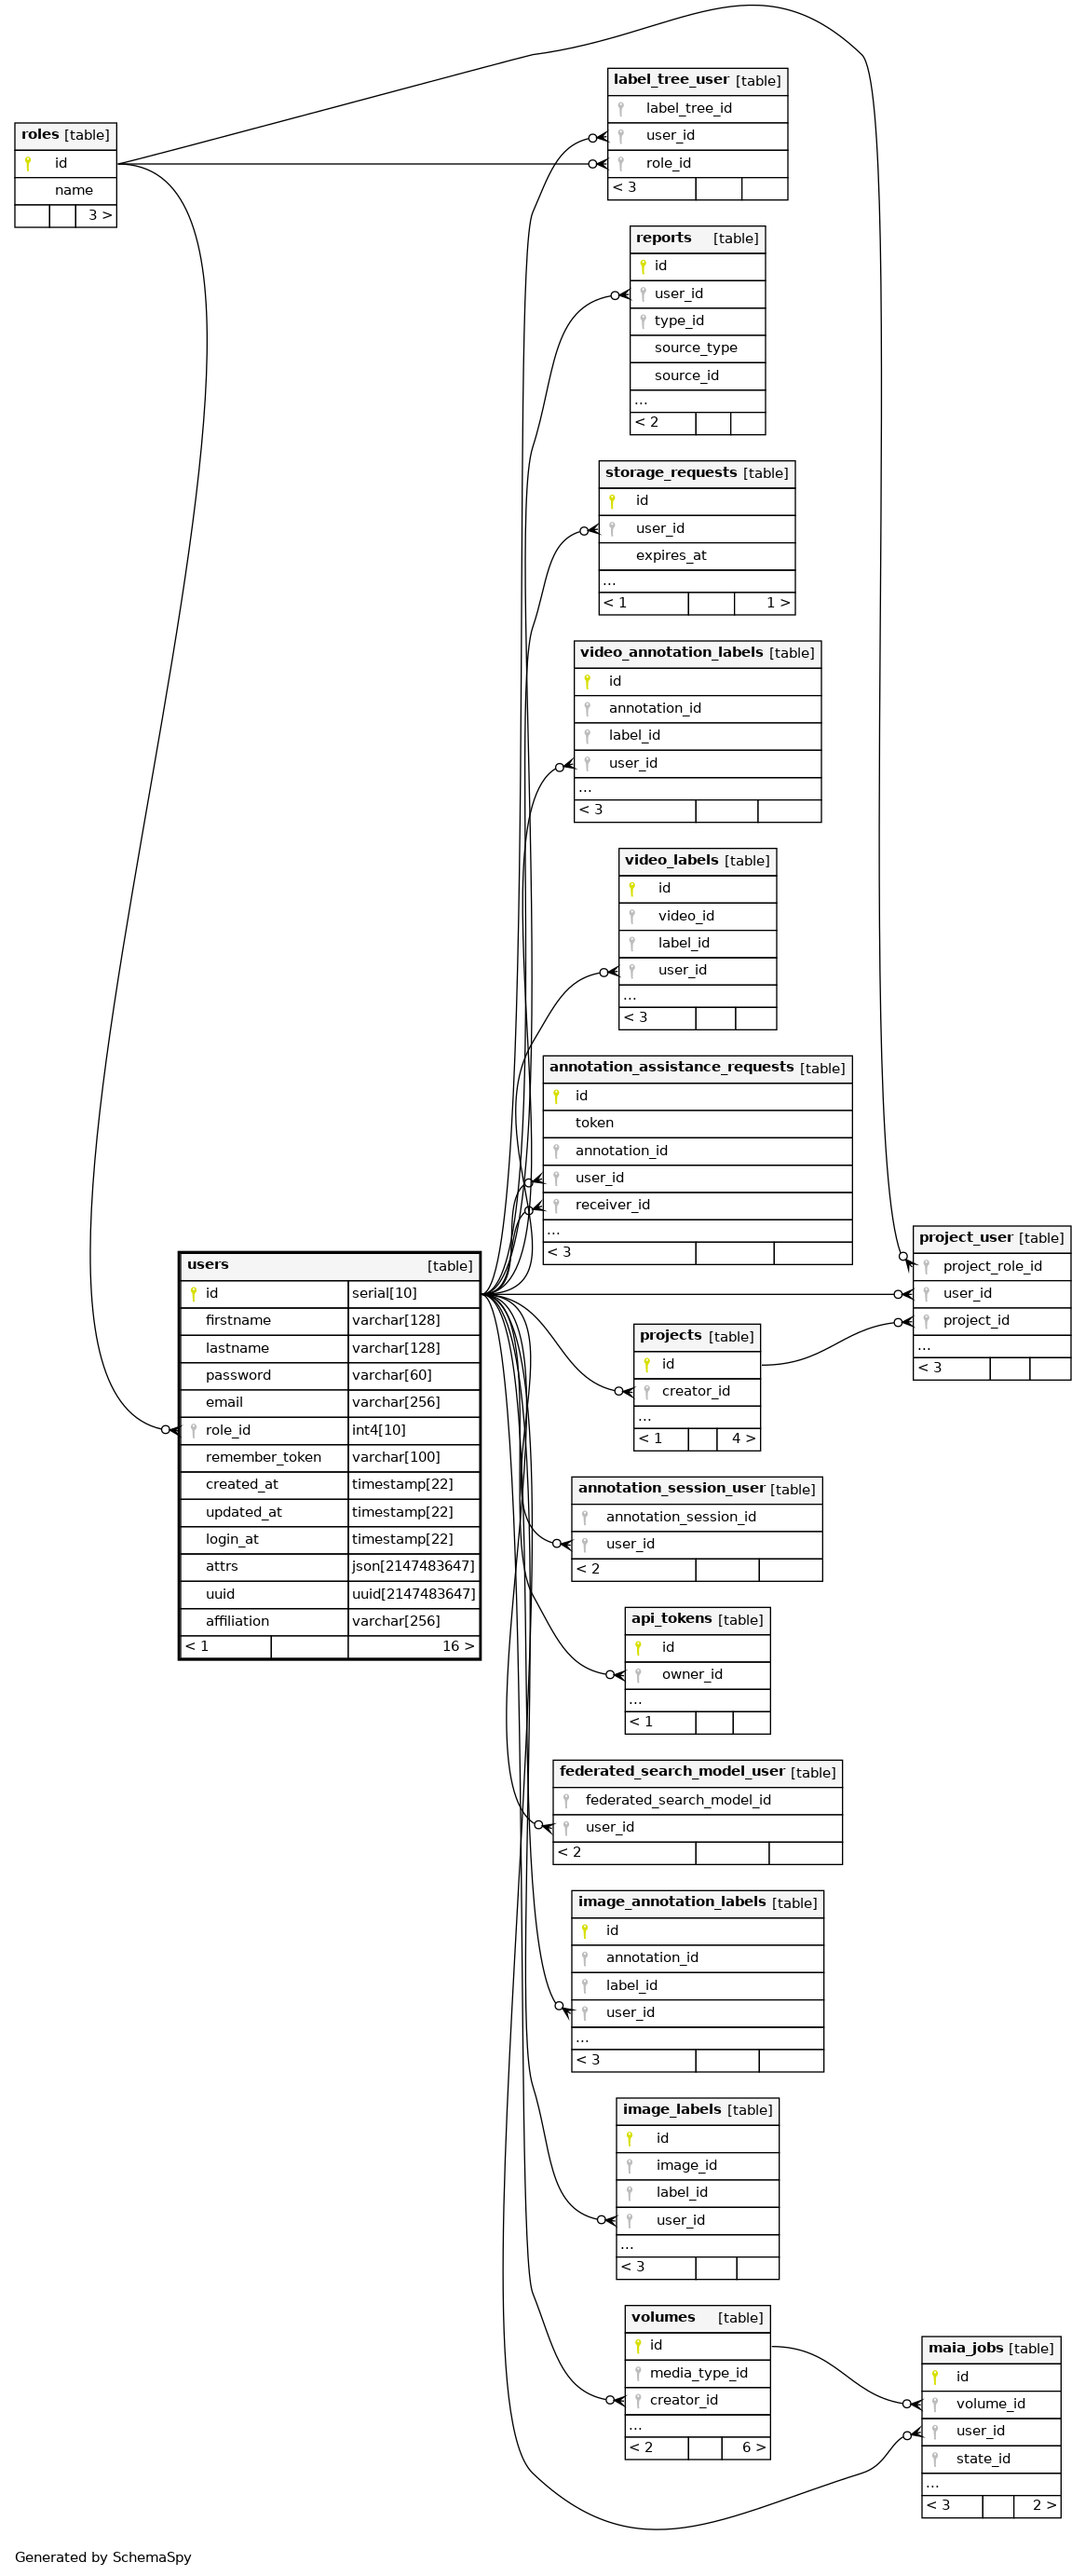 roles [table]
id
name
3 >
label_tree_user [table]
label_tree_id
user_id
role_id
< 3
reports [table]
id
user_id
type_id
source_type
source_id
...
< 2
storage_requests [table]
id
user_id
expires_at
...
< 1 1 >
video_annotation_labels [table]
id
annotation_id
label_id
user_id
...
< 3
video_labels [table]
id
video_id
label_id
user_id
...
< 3
annotation_assistance_requests [table]
id
token
annotation_id
user_id
receiver_id
...
< 3
users [table]
id serial[10]
firstname varchar[128]
lastname varchar[128]
password varchar[60]
email varchar[256]
role_id int4[10]
remember_token varchar[100]
created_at timestamp[22]
updated_at timestamp[22]
login_at timestamp[22]
attrs json[2147483647]
uuid uuid[2147483647]
affiliation varchar[256]
< 1 16 >
project_user [table]
project_role_id
user_id
project_id
...
< 3
projects [table]
id
creator_id
...
< 1 4 >
annotation_session_user [table]
annotation_session_id
user_id
< 2
api_tokens [table]
id
owner_id
...
< 1
federated_search_model_user [table]
federated_search_model_id
user_id
< 2
image_annotation_labels [table]
id
annotation_id
label_id
user_id
...
< 3
image_labels [table]
id
image_id
label_id
user_id
...
< 3
volumes [table]
id
media_type_id
creator_id
...
< 2 6 >
maia_jobs [table]
id
volume_id
user_id
state_id
...
< 3 2 >
Generated by SchemaSpy